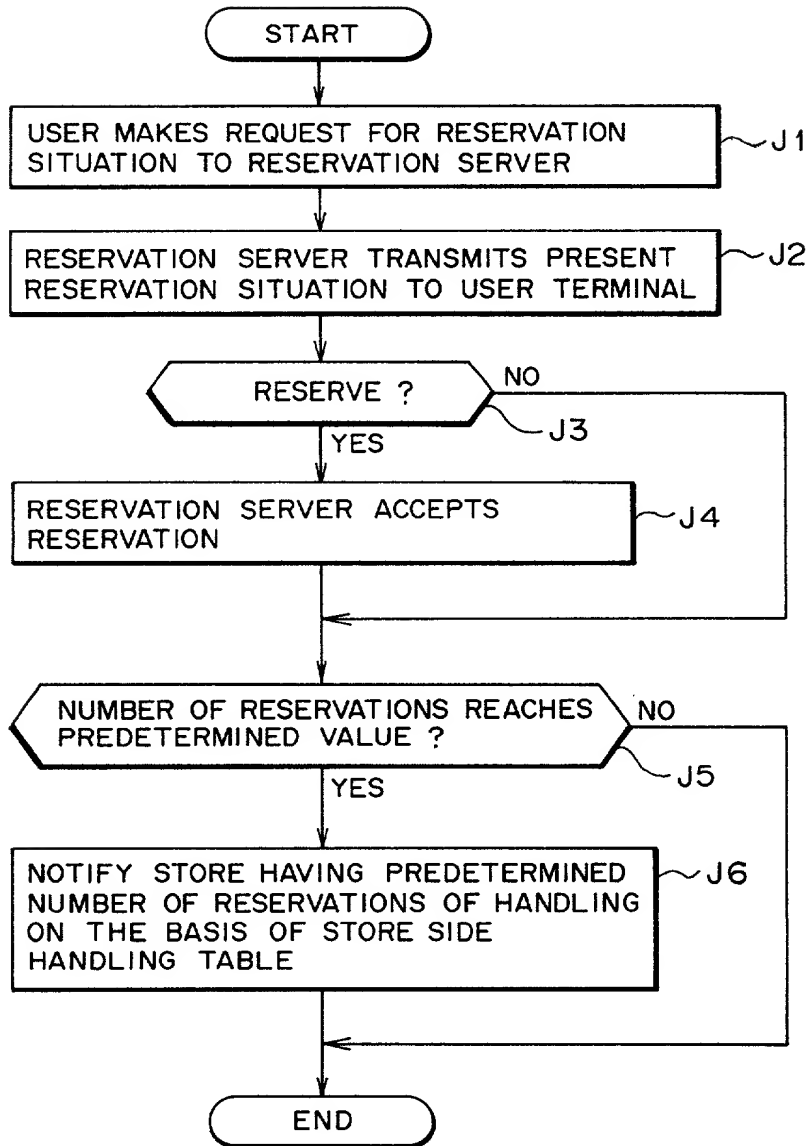 START
USER MAKES REQUEST FOR RESERVATION
SITUATION TO RESERVATION SERVER
J1
RESERVATION SERVER TRANSMITS PRESENT
RESERVATION SITUATION TO USER TERMINAL
J2
RESERVE ?
NO
J3
YES
RESERVATION SERVER ACCEPTS
RESERVATION
J4
NUMBER OF RESERVATIONS REACHES
PREDETERMINED VALUE ?
NO
J5
YES
NOTIFY STORE HAVING PREDETERMINED
NUMBER OF RESERVATIONS OF HANDLING
ON THE BASIS OF STORE SIDE
HANDLING TABLE
J6
END